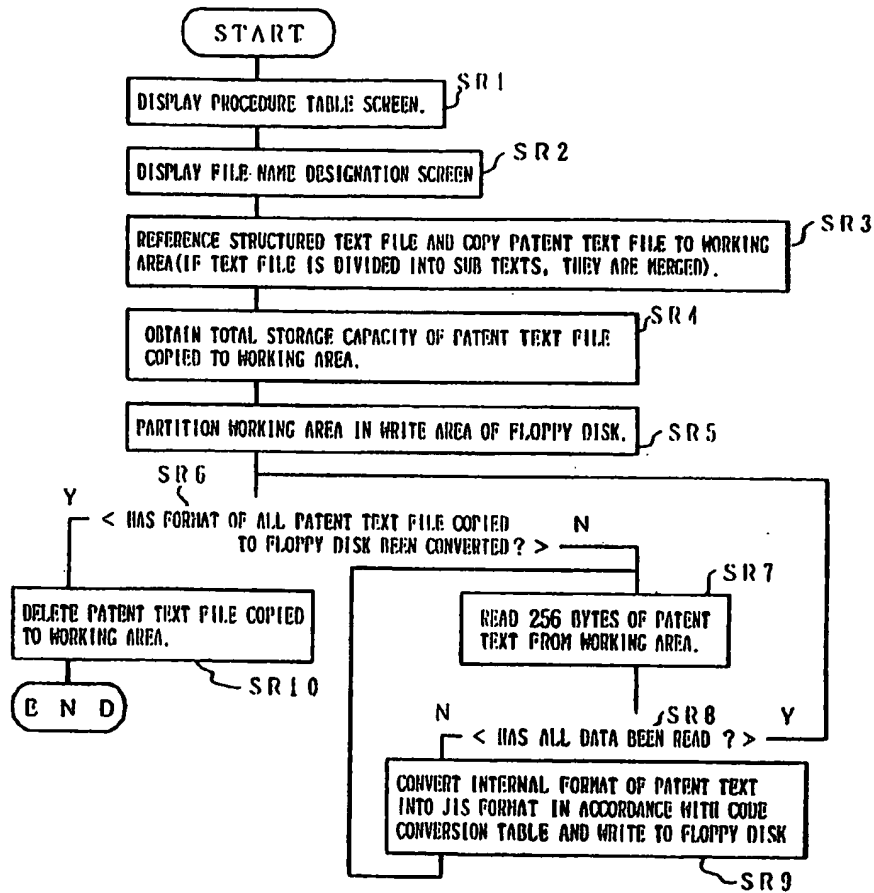 START
SR1
DISPLAY PROCEDURE TABLE SCREEN.
SR2
DISPLAY FILE NAME DESIGNATION SCREEN
SR3
REFERENCE STRUCTURED TEXT FILE AND COPY PATENT TEXT FILE TO WORKING
AREA(IF TEXT FILE IS DIVIDED INTO SUB TEXTS, THEY ARE MERGED).
SR4
OBTAIN TOTAL STORAGE CAPACITY OF PATENT TEXT FILE
COPIED TO WORKING AREA.
PARTITION WORKING AREA IN WRITE AREA OF FLOPPY DISK.
SR5
SR6
Y
< HAS FORMAT OF ALL PATENT TEXT FILE COPIED
TO FLOPPY DISK BEEN CONVERTED? >
N
SR7
READ 256 BYTES OF PATENT
TEXT FROM WORKING AREA.
DELETE PATENT TEXT FILE COPIED
TO WORKING AREA.
SR10
END
SR8
N
< HAS ALL DATA BEEN READ ? >
Y
CONVERT INTERNAL FORMAT OF PATENT TEXT
INTO JIS FORMAT IN ACCORDANCE WITH CODE
CONVERSION TABLE AND WRITE TO FLOPPY DISK
SR9